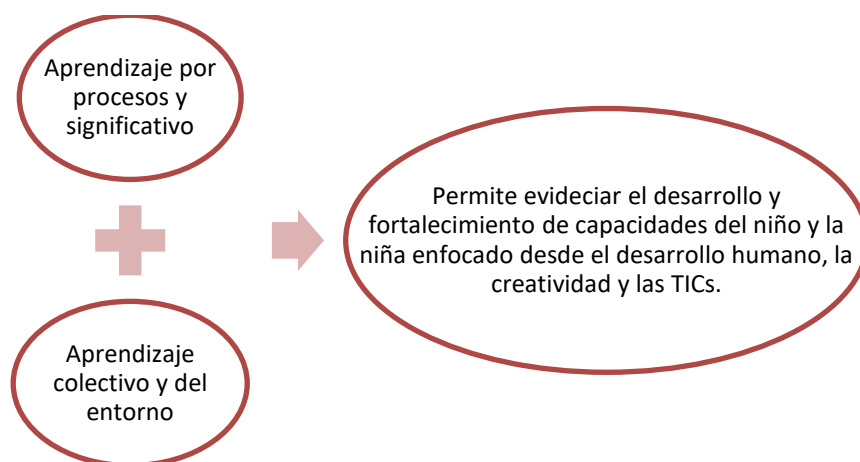 Aprendizaje por
procesos y
significativo
Aprendizaje
colectivo y del
entorno
Permite evideciar el desarrollo y
fortalecimiento de capacidades del niño y la
niña enfocado desde el desarrollo humano, la
creatividad y las TICs.